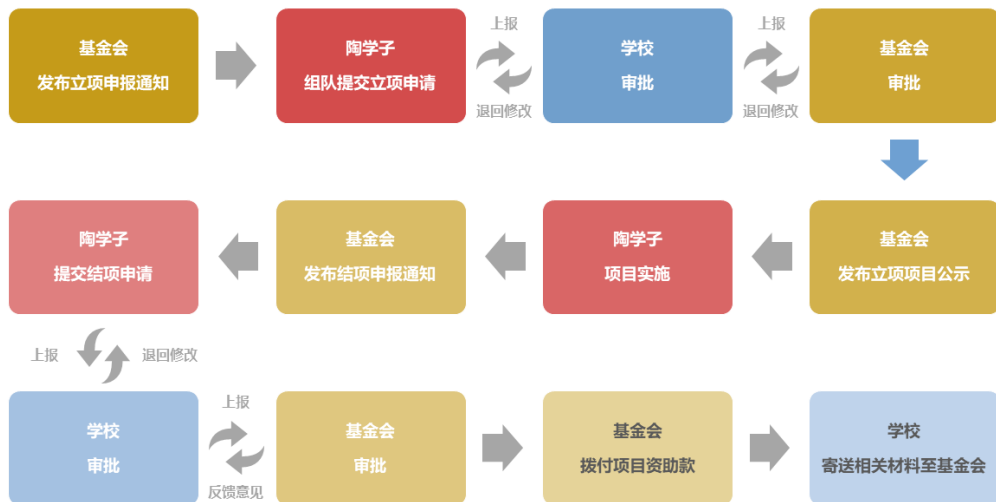 基金会
发布立项申报通知
陶学子
组队提交立项申请
上报
退回修改
学校
审批
上报
退回修改
基金会
审批
基金会
发布立项项目公示
陶学子
项目实施
基金会
发布结项申报通知
陶学子
提交结项申请
上报
退回修改
学校
审批
上报
反馈意见
基金会
审批
基金会
拨付项目资助款
学校
寄送相关材料至基金会